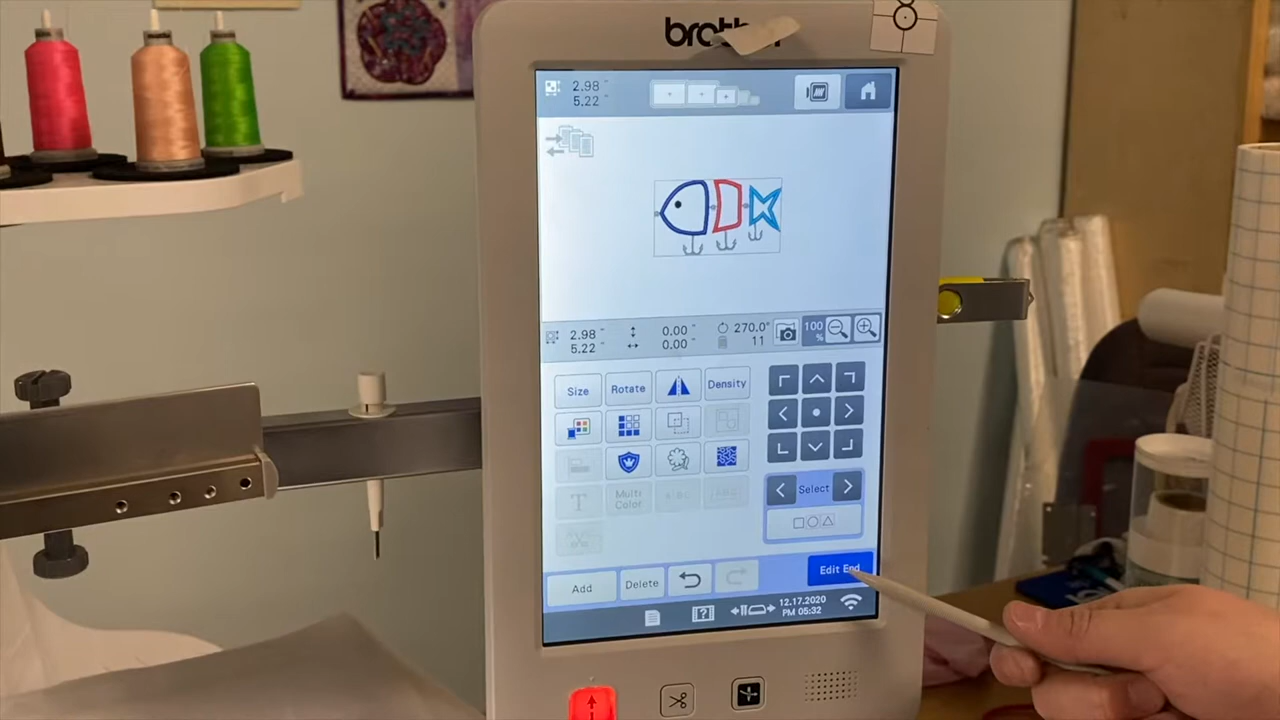 brother
2.98 "
5.22 "
2.98 "
5.22 "
0.00 "
0.00 "
270.0°
11
100
%
Size
Rotate
Density
T
Multi
Color
ABC
Select
Add
Delete
Edit End
12.17.2020
PM 05:32